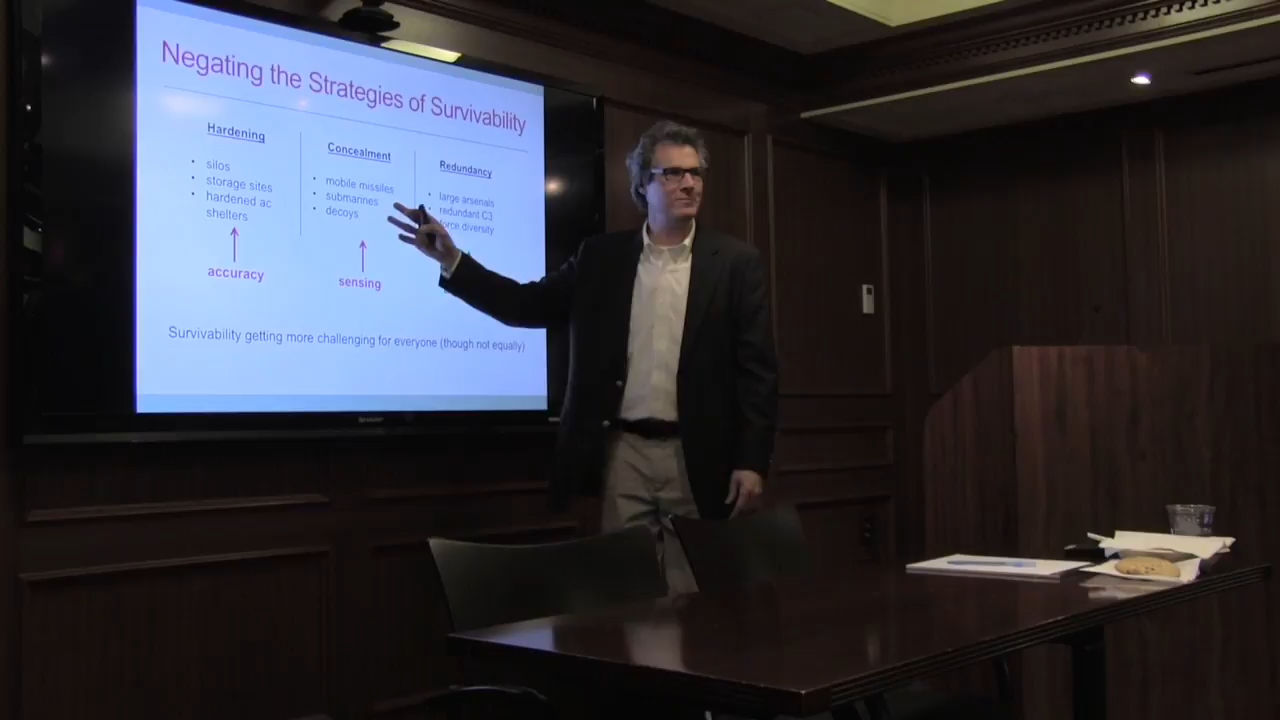 Negating the Strategies of Survivability
Hardening
• silos
• storage sites
• hardened ac
shelters
accuracy
Concealment
• mobile missiles
• submarines
• decoys
sensing
Redundancy
• large arsenals
• redundant C3
force diversity
Survivability getting more challenging for everyone (though not equally)
SHARP